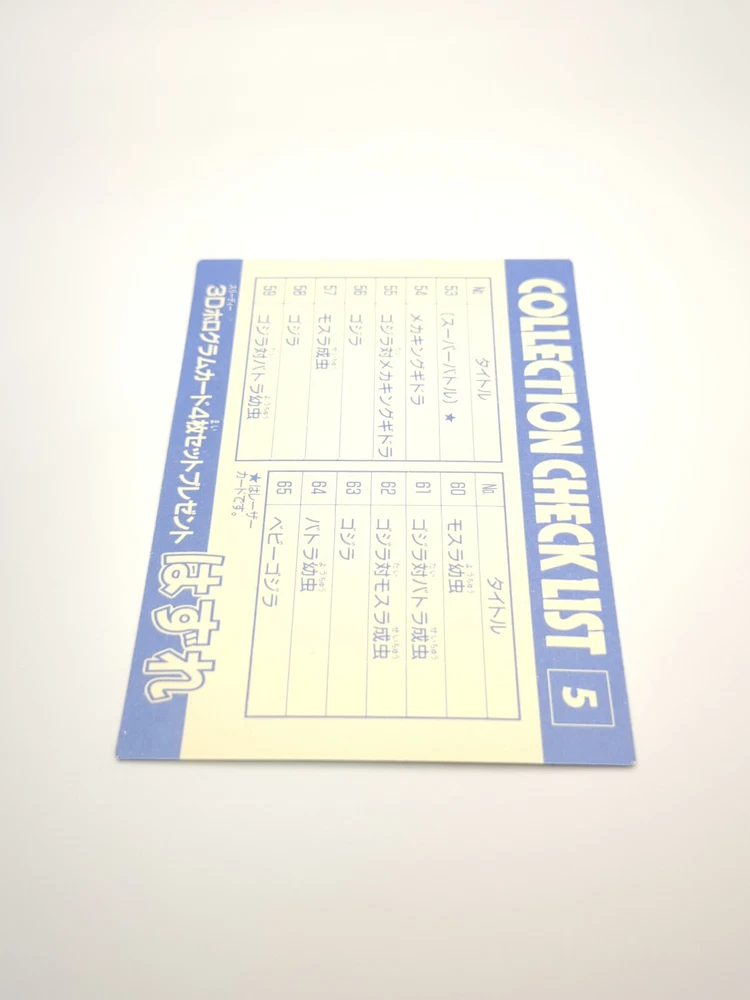 COLLECTION CHECK LIST 5
No. タイトル
53 〔スーパーバトル〕★
54 メカキングギドラ
55 ゴジラ対メカキングギドラ
56 ゴジラ
57 モスラ成虫
58 ゴジラ
59 ゴジラ対バトラ幼虫
No. タイトル
60 モスラ幼虫
61 ゴジラ対バトラ成虫
62 ゴジラ対モスラ成虫
63 ゴジラ
64 バトラ幼虫
65 ベビーゴジラ
★はレーザー
カードです。
3Dホログラムカード4枚セットプレゼント はずれ